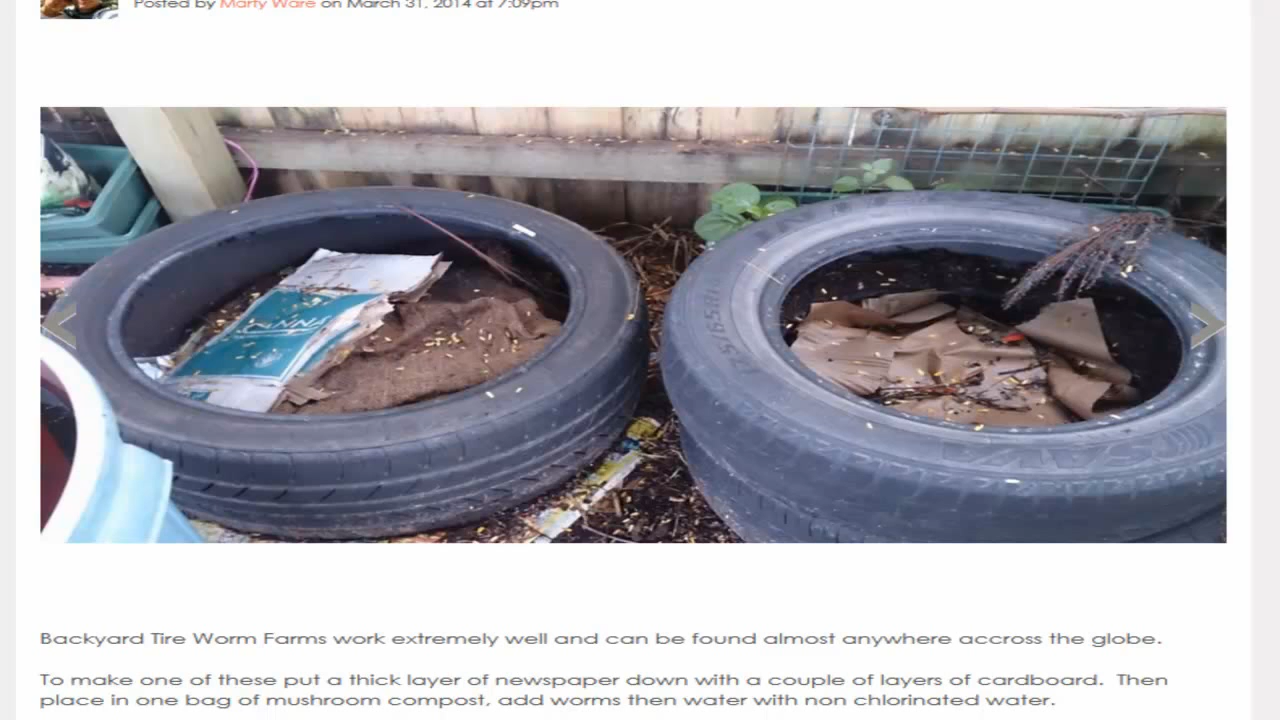 Posted by Marty Ware on March 31, 2014 at 7:09pm
CANNA
Backyard Tire Worm Farms work extremely well and can be found almost anywhere accross the globe.
To make one of these put a thick layer of newspaper down with a couple of layers of cardboard. Then
place in one bag of mushroom compost, add worms then water with non chlorinated water.